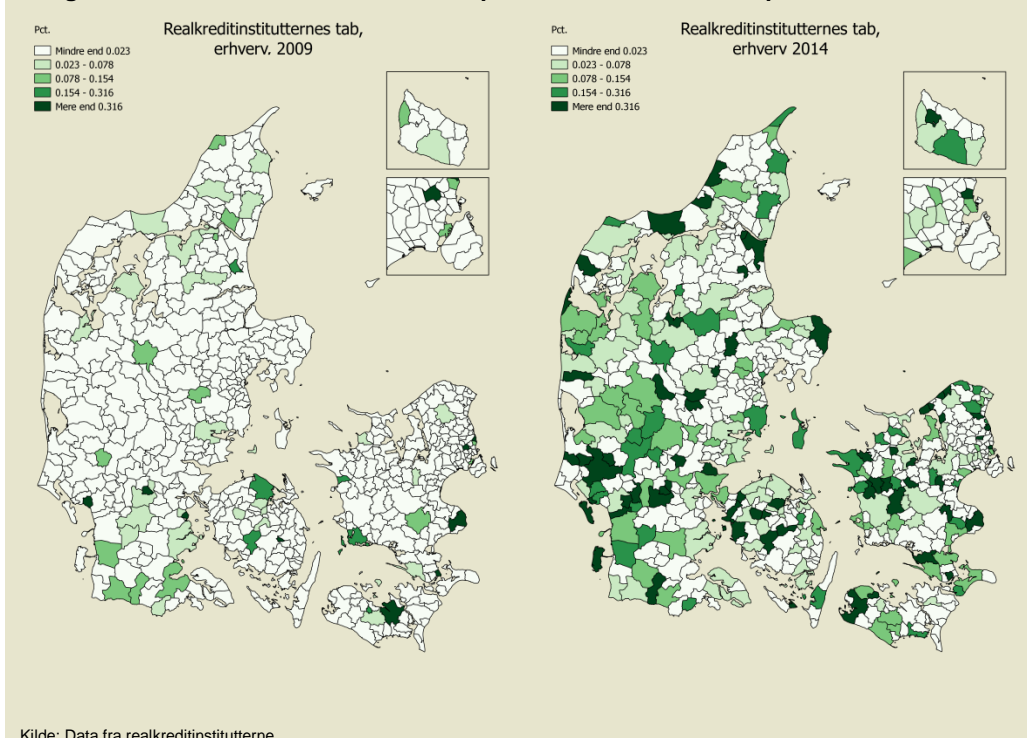 Pct.
Realkreditinstitutternes tab,
erhverv. 2009
Mindre end 0.023
0.023 - 0.078
0.078 - 0.154
0.154 - 0.316
Mere end 0.316
Pct.
Realkreditinstitutternes tab,
erhverv 2014
Mindre end 0.023
0.023 - 0.078
0.078 - 0.154
0.154 - 0.316
Mere end 0.316
Kilde: Data fra realkreditinstitutterne